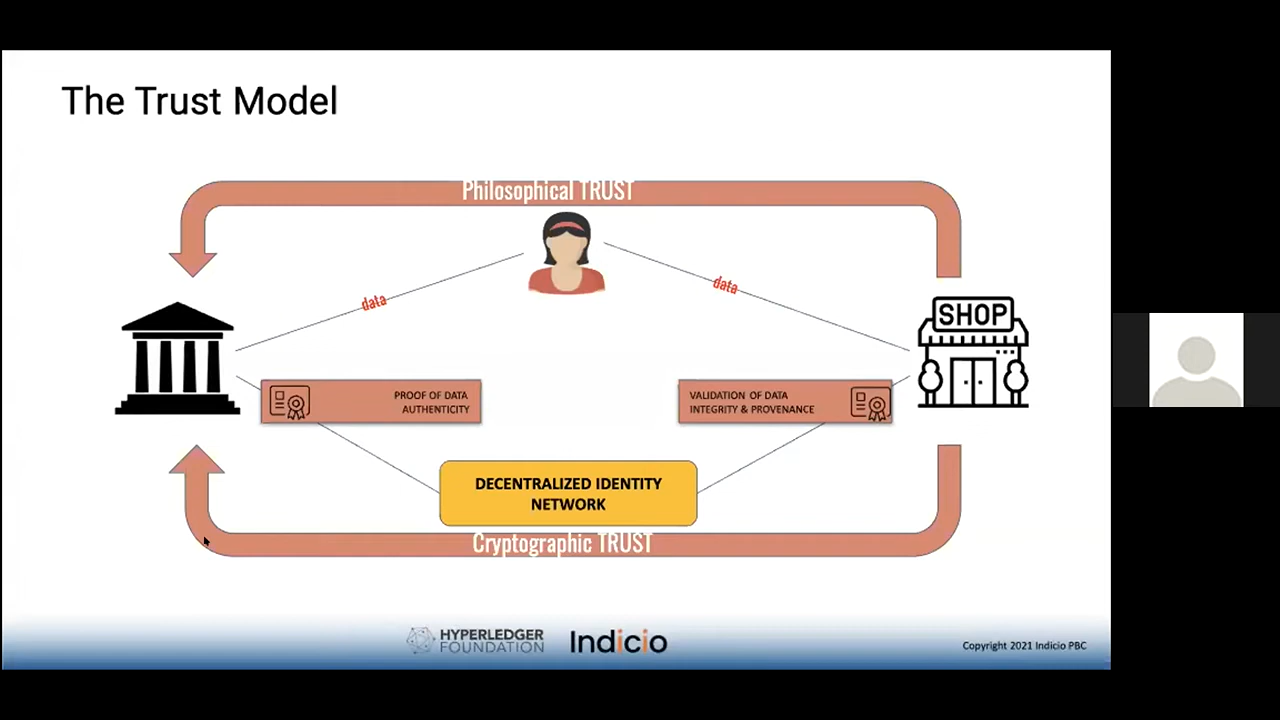 The Trust Model
Philosophical TRUST
data
data
SHOP
PROOF OF DATA
AUTHENTICITY
VALIDATION OF DATA
INTEGRITY & PROVENANCE
DECENTRALIZED IDENTITY
NETWORK
Cryptographic TRUST
HYPERLEDGER
FOUNDATION
Indicio
Copyright 2021 Indicio PBC